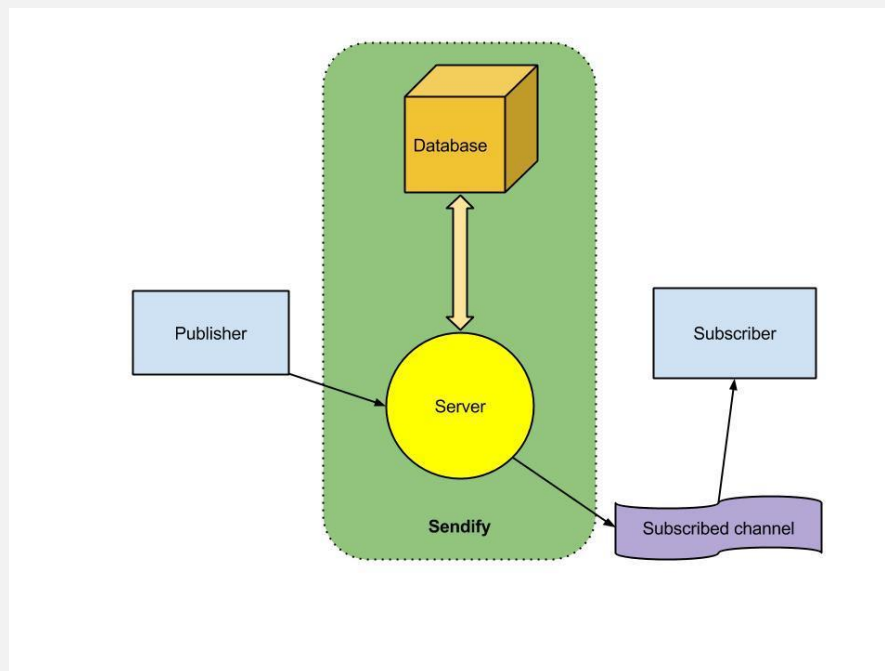 Database
Publisher
Subscriber
Server
Sendify
Subscribed channel